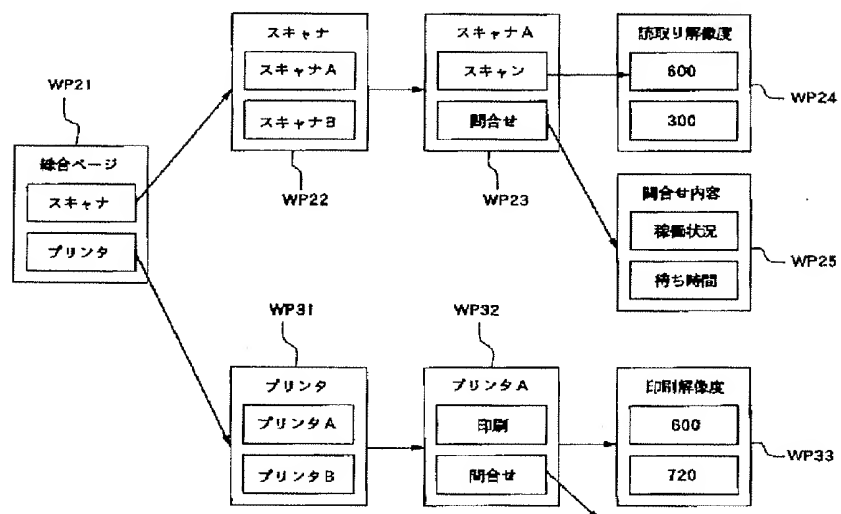 WP21
総合ページ
スキャナ
プリンタ
スキャナ
スキャナA
スキャナB
WP22
スキャナA
スキャン
問合せ
WP23
読取り解像度
600
300
WP24
問合せ内容
稼働状況
待ち時間
WP25
WP31
プリンタ
プリンタA
プリンタB
WP32
プリンタA
印刷
問合せ
印刷解像度
600
720
WP33